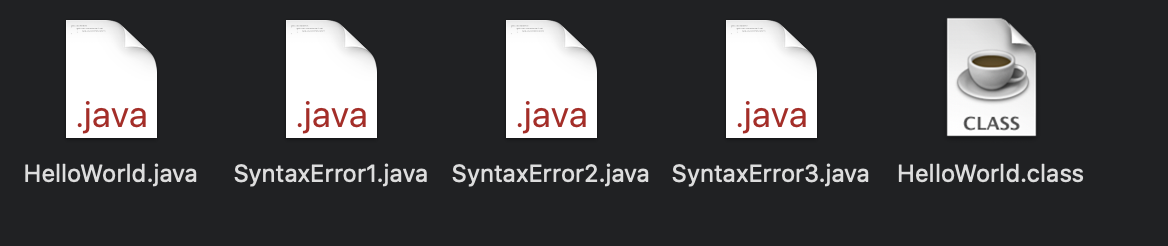 .java
.java
.java
.java
CLASS
HelloWorld.java
SyntaxError1.java
SyntaxError2.java
SyntaxError3.java
HelloWorld.class